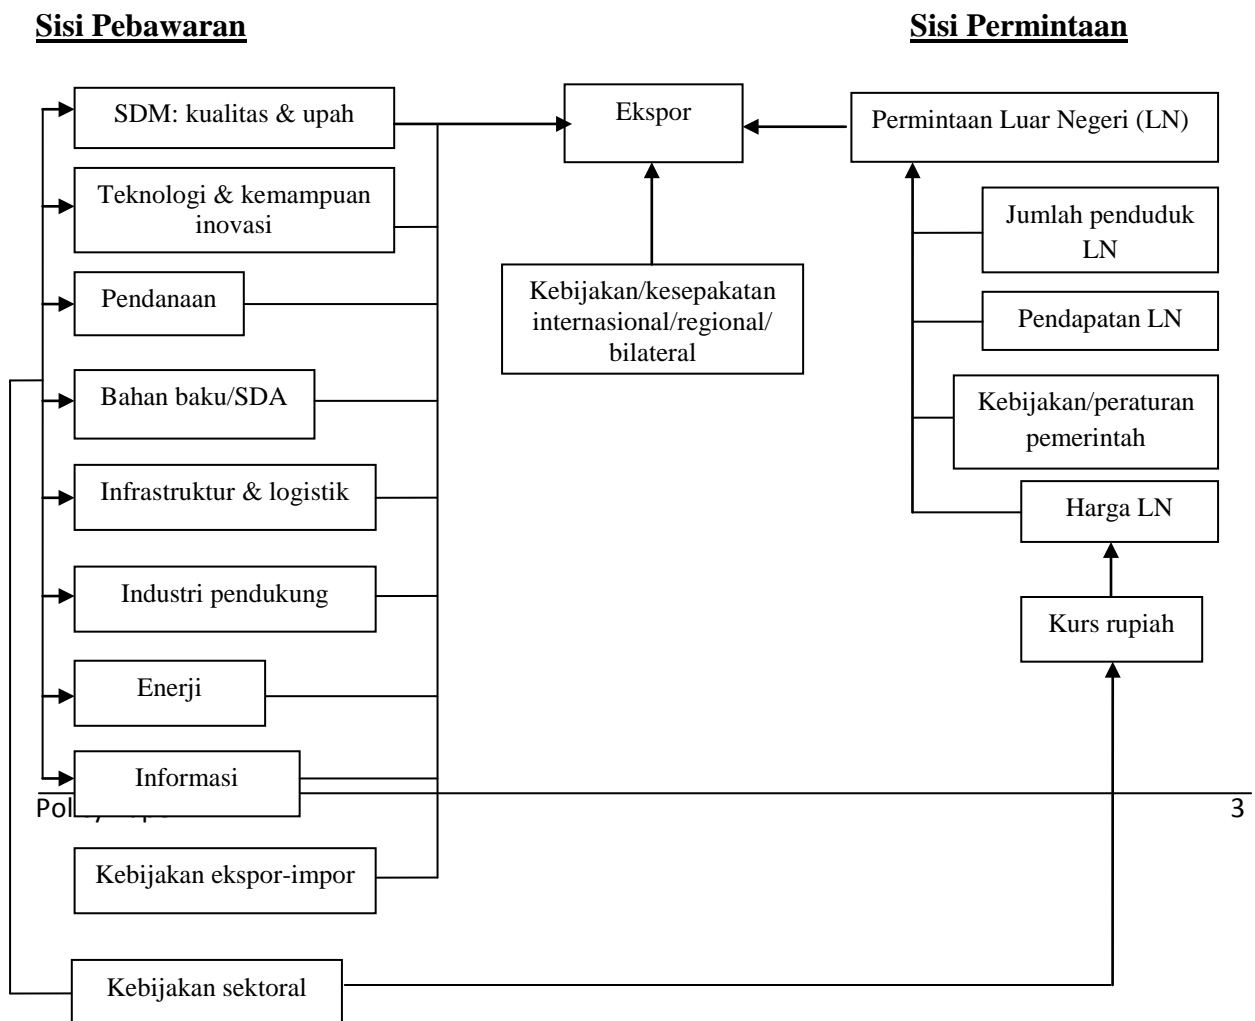 Sisi Pebawaran
Sisi Permintaan
SDM: kualitas & upah
Ekspor
Permintaan Luar Negeri (LN)
Teknologi & kemampuan
inovasi
Jumlah penduduk
LN
Pendanaan
Kebijakan/kesepakatan
internasional/regional/
bilateral
Pendapatan LN
Bahan baku/SDA
Kebijakan/peraturan
pemerintah
Infrastruktur & logistik
Harga LN
Industri pendukung
Kurs rupiah
Enerji
Informasi
3
Kebijakan ekspor-impor
Kebijakan sektoral